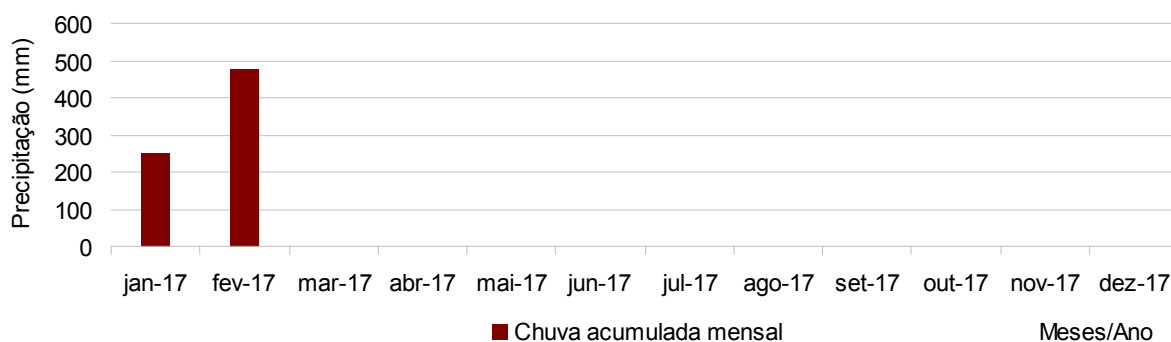 Precipitação (mm)
600
500
400
300
200
100
0
jan-17 fev-17 mar-17 abr-17 mai-17 jun-17 jul-17 ago-17 set-17 out-17 nov-17 dez-17
Chuva acumulada mensal
Meses/Ano